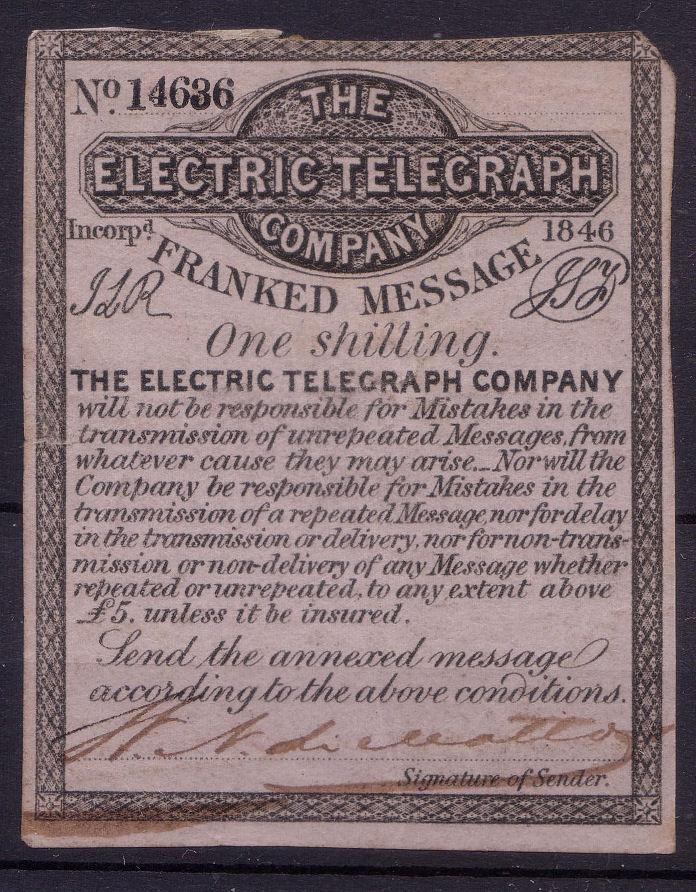 No. 14636
THE
ELECTRIC TELEGRAPH
COMPANY
Incorpd. 1846
FRANKED MESSAGE
JLR
One shilling.
THE ELECTRIC TELEGRAPH COMPANY
will not be responsible for Mistakes in the
transmission of unrepeated Messages, from
whatever cause they may arise._Nor will the
Company be responsible for Mistakes in the
transmission of a repeated Message, nor for delay
in the transmission or delivery, nor for non-trans-
mission or non-delivery of any Message whether
repeated or unrepeated, to any extent above
£5. unless it be insured.
Send the annexed message
according to the above conditions.
Signature of Sender.